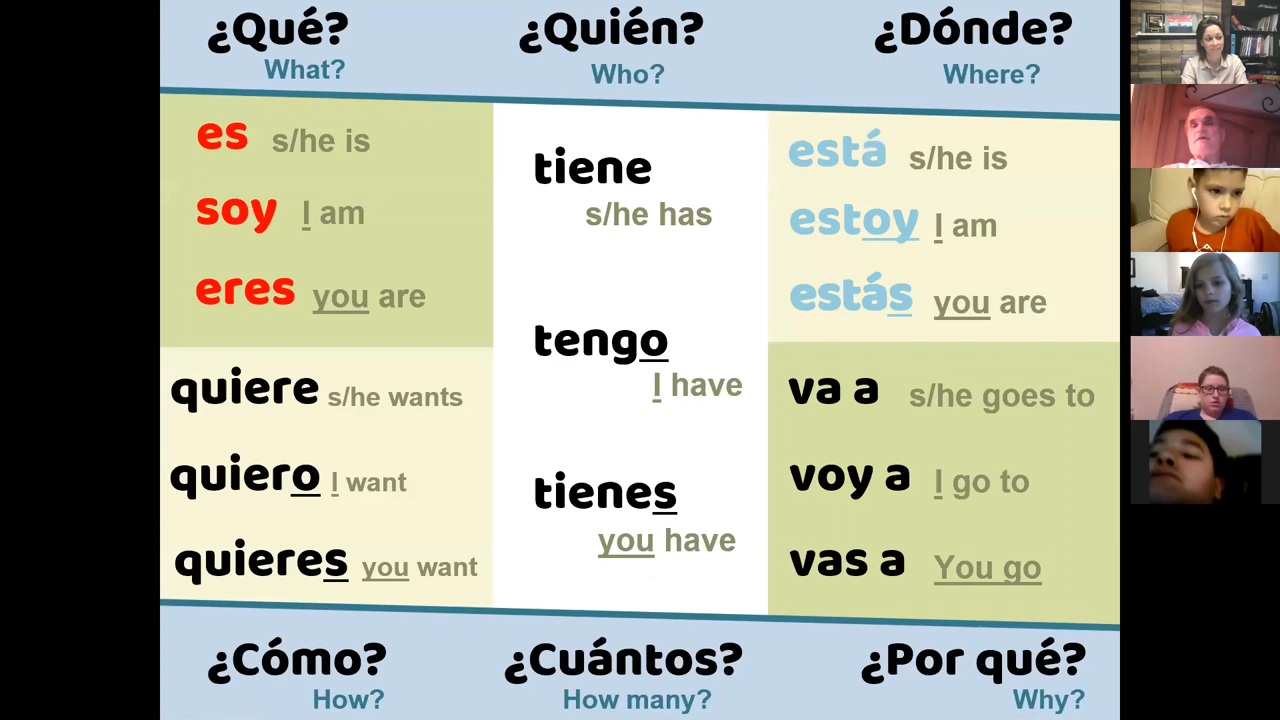 ¿Qué? ¿Quién? ¿Dónde?
What? Who? Where?
es s/he is
soy I am
eres you are
quiere s/he wants
quiero I want
quieres you want
tiene
s/he has
tengo
I have
tienes
you have
está s/he is
estoy I am
estás you are
va a s/he goes to
voy a I go to
vas a You go
¿Cómo? ¿Cuántos? ¿Por qué?
How? How many? Why?